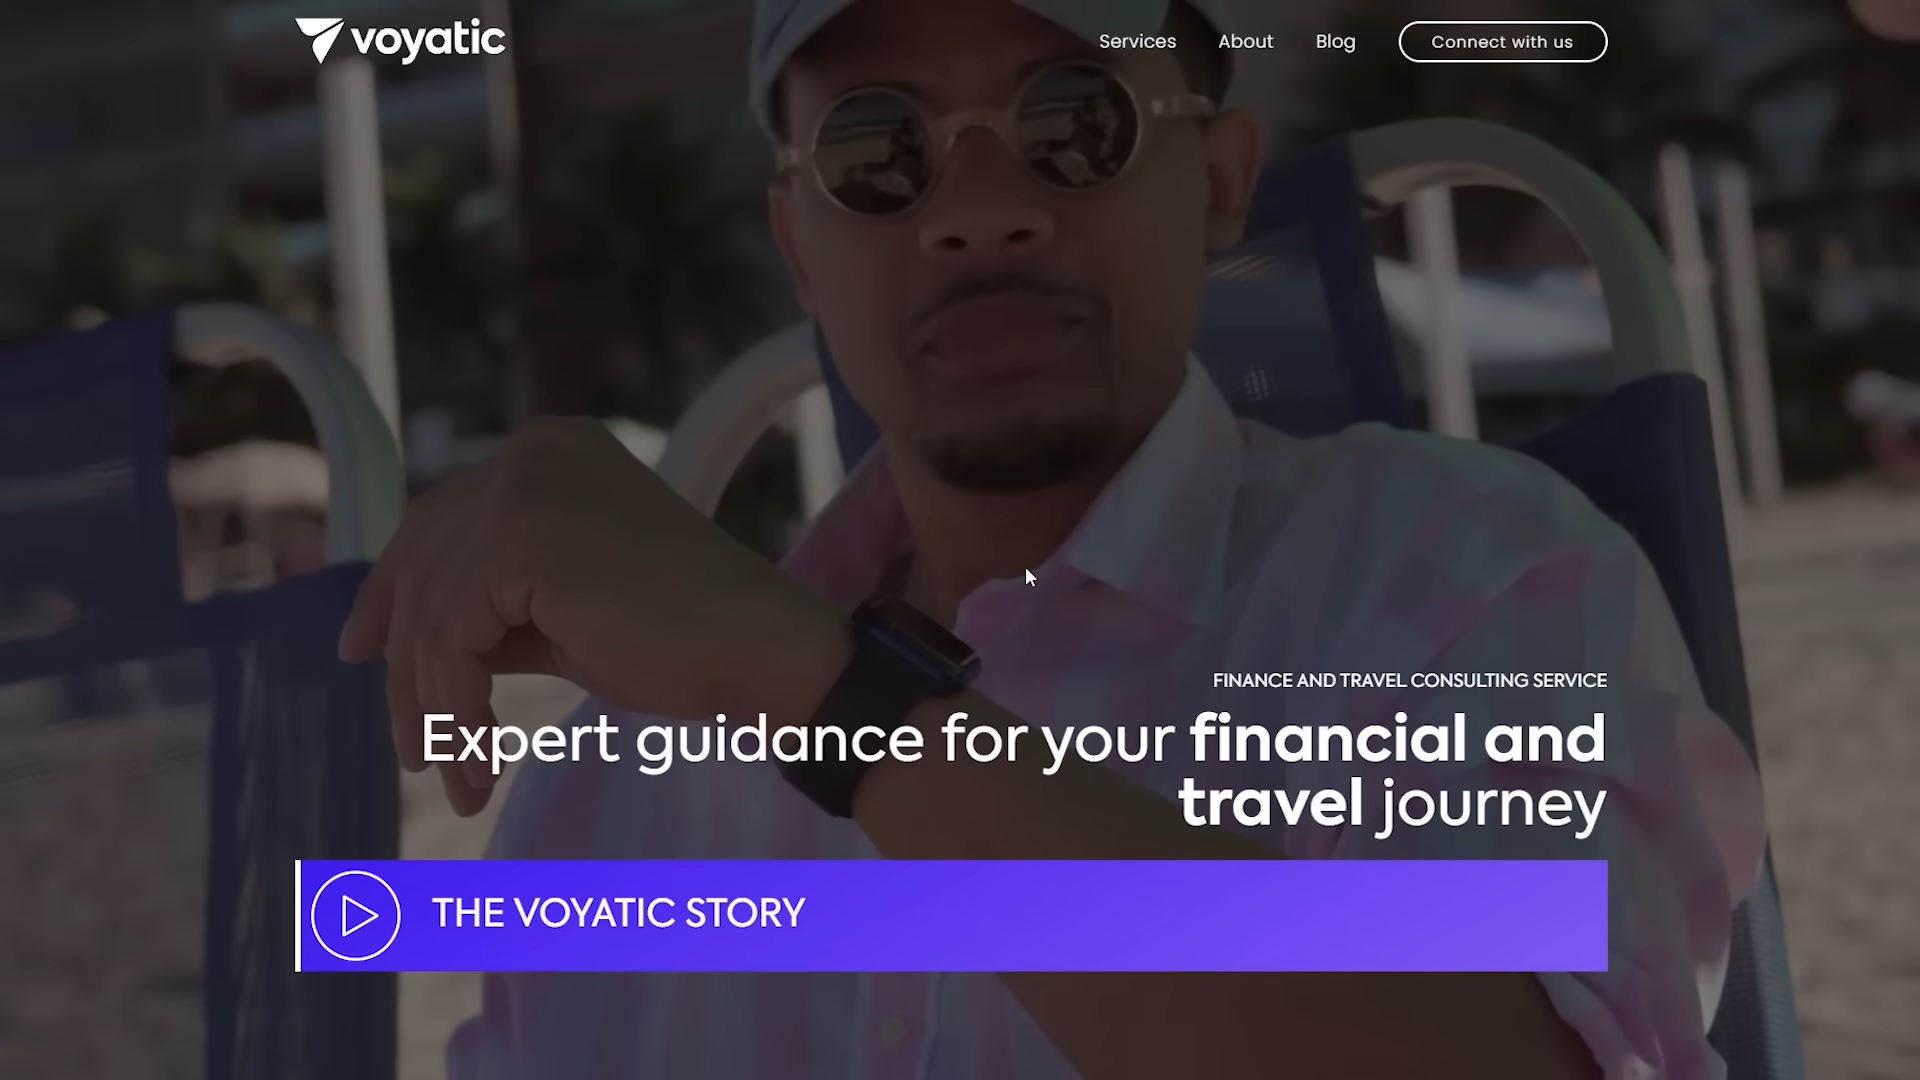 voyatic
Services
About
Blog
Connect with us
FINANCE AND TRAVEL CONSULTING SERVICE
Expert guidance for your financial and
travel journey
THE VOYATIC STORY